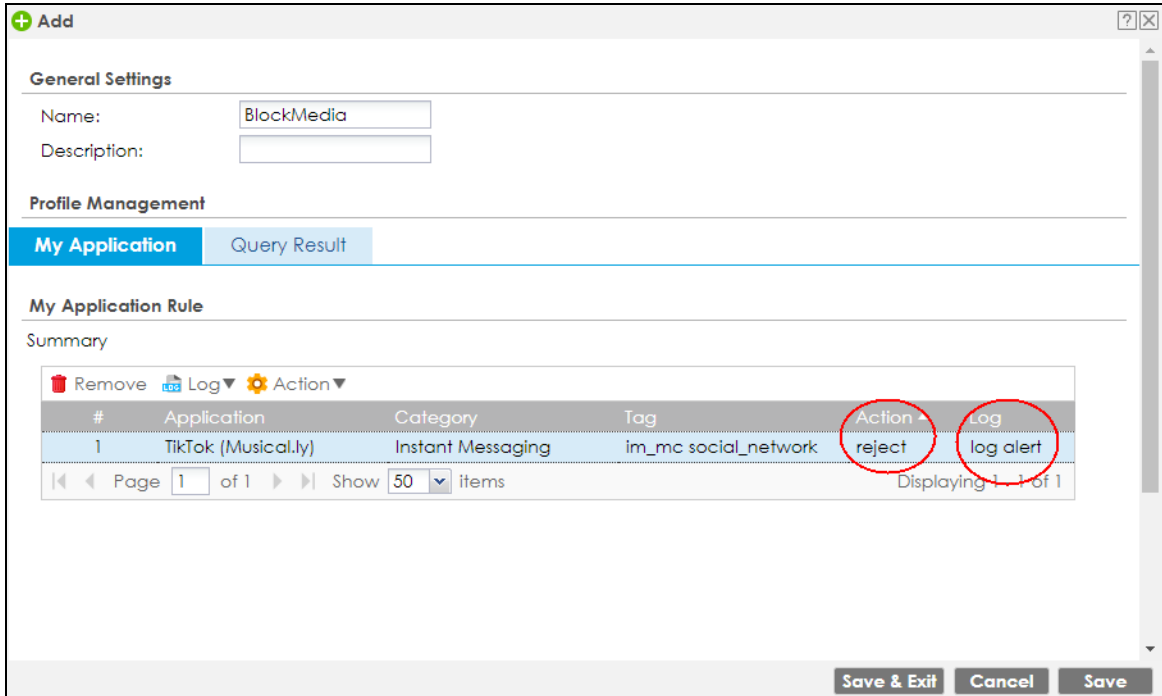 Add
General Settings
Name: BlockMedia
Description:
Profile Management
My Application Query Result
My Application Rule
Summary
Remove Log Action
# Application Category Tag Action Log
1 TikTok (Musical.ly) Instant Messaging im_mc social_network reject log alert
Page 1 of 1 Show 50 items Displaying 1 - 1 of 1
Save & Exit Cancel Save